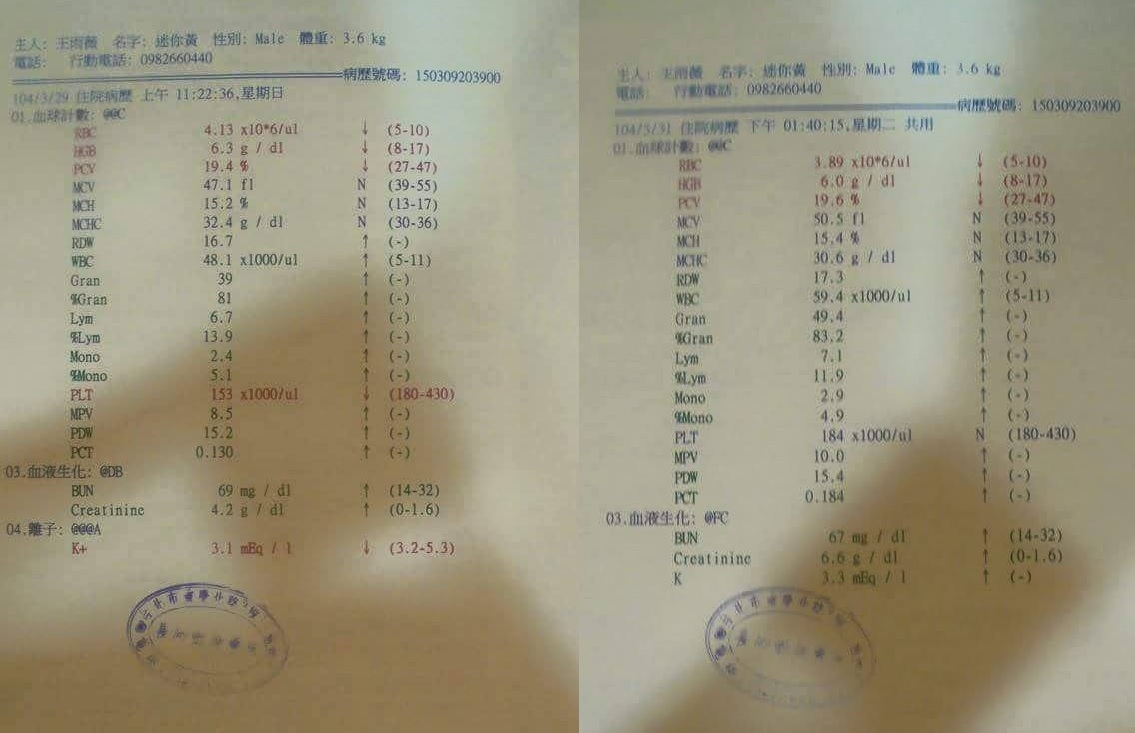 主人: 王雨薇 名字: 迷你黃 性別: Male 體重: 3.6 kg
電話: 行動電話: 0982660440
病歷號碼: 150309203900
104/3/29 住院病歷 上午 11:22:36,星期日
01.血球計數: @@C
RBC 4.13 x10*6/ul ↓ (5-10)
HGB 6.3 g / dl ↓ (8-17)
PCV 19.4 % ↓ (27-47)
MCV 47.1 fl N (39-55)
MCH 15.2 % N (13-17)
MCHC 32.4 g / dl N (30-36)
RDW 16.7 ↑ (-)
WBC 48.1 x1000/ul ↑ (5-11)
Gran 39 ↑ (-)
%Gran 81 ↑ (-)
Lym 6.7 ↑ (-)
%Lym 13.9 ↑ (-)
Mono 2.4 ↑ (-)
%Mono 5.1 ↑ (-)
PLT 153 x1000/ul ↓ (180-430)
MPV 8.5 ↑ (-)
PDW 15.2 ↑ (-)
PCT 0.130 ↑ (-)
03.血液生化: @DB
BUN 69 mg / dl ↑ (14-32)
Creatinine 4.2 g / dl ↑ (0-1.6)
04.離子: @@@A
K+ 3.1 mEq / l ↓ (3.2-5.3)
主人: 王雨薇 名字: 迷你黃 性別: Male 體重: 3.6 kg
電話: 行動電話: 0982660440
病歷號碼: 150309203900
104/3/31 住院病歷 下午 01:40:15,星期二 共用
01.血球計數: @@C
RBC 3.89 x10*6/ul ↓ (5-10)
HGB 6.0 g / dl ↓ (8-17)
PCV 19.6 % ↓ (27-47)
MCV 50.5 fl N (39-55)
MCH 15.4 % N (13-17)
MCHC 30.6 g / dl N (30-36)
RDW 17.3 ↑ (-)
WBC 59.4 x1000/ul ↑ (5-11)
Gran 49.4 ↑ (-)
%Gran 83.2 ↑ (-)
Lym 7.1 ↑ (-)
%Lym 11.9 ↑ (-)
Mono 2.9 ↑ (-)
%Mono 4.9 ↑ (-)
PLT 184 x1000/ul N (180-430)
MPV 10.0 ↑ (-)
PDW 15.4 ↑ (-)
PCT 0.184 ↑ (-)
03.血液生化: @FC
BUN 67 mg / dl ↑ (14-32)
Creatinine 6.6 g / dl ↑ (0-1.6)
K 3.3 mEq / l ↑ (-)